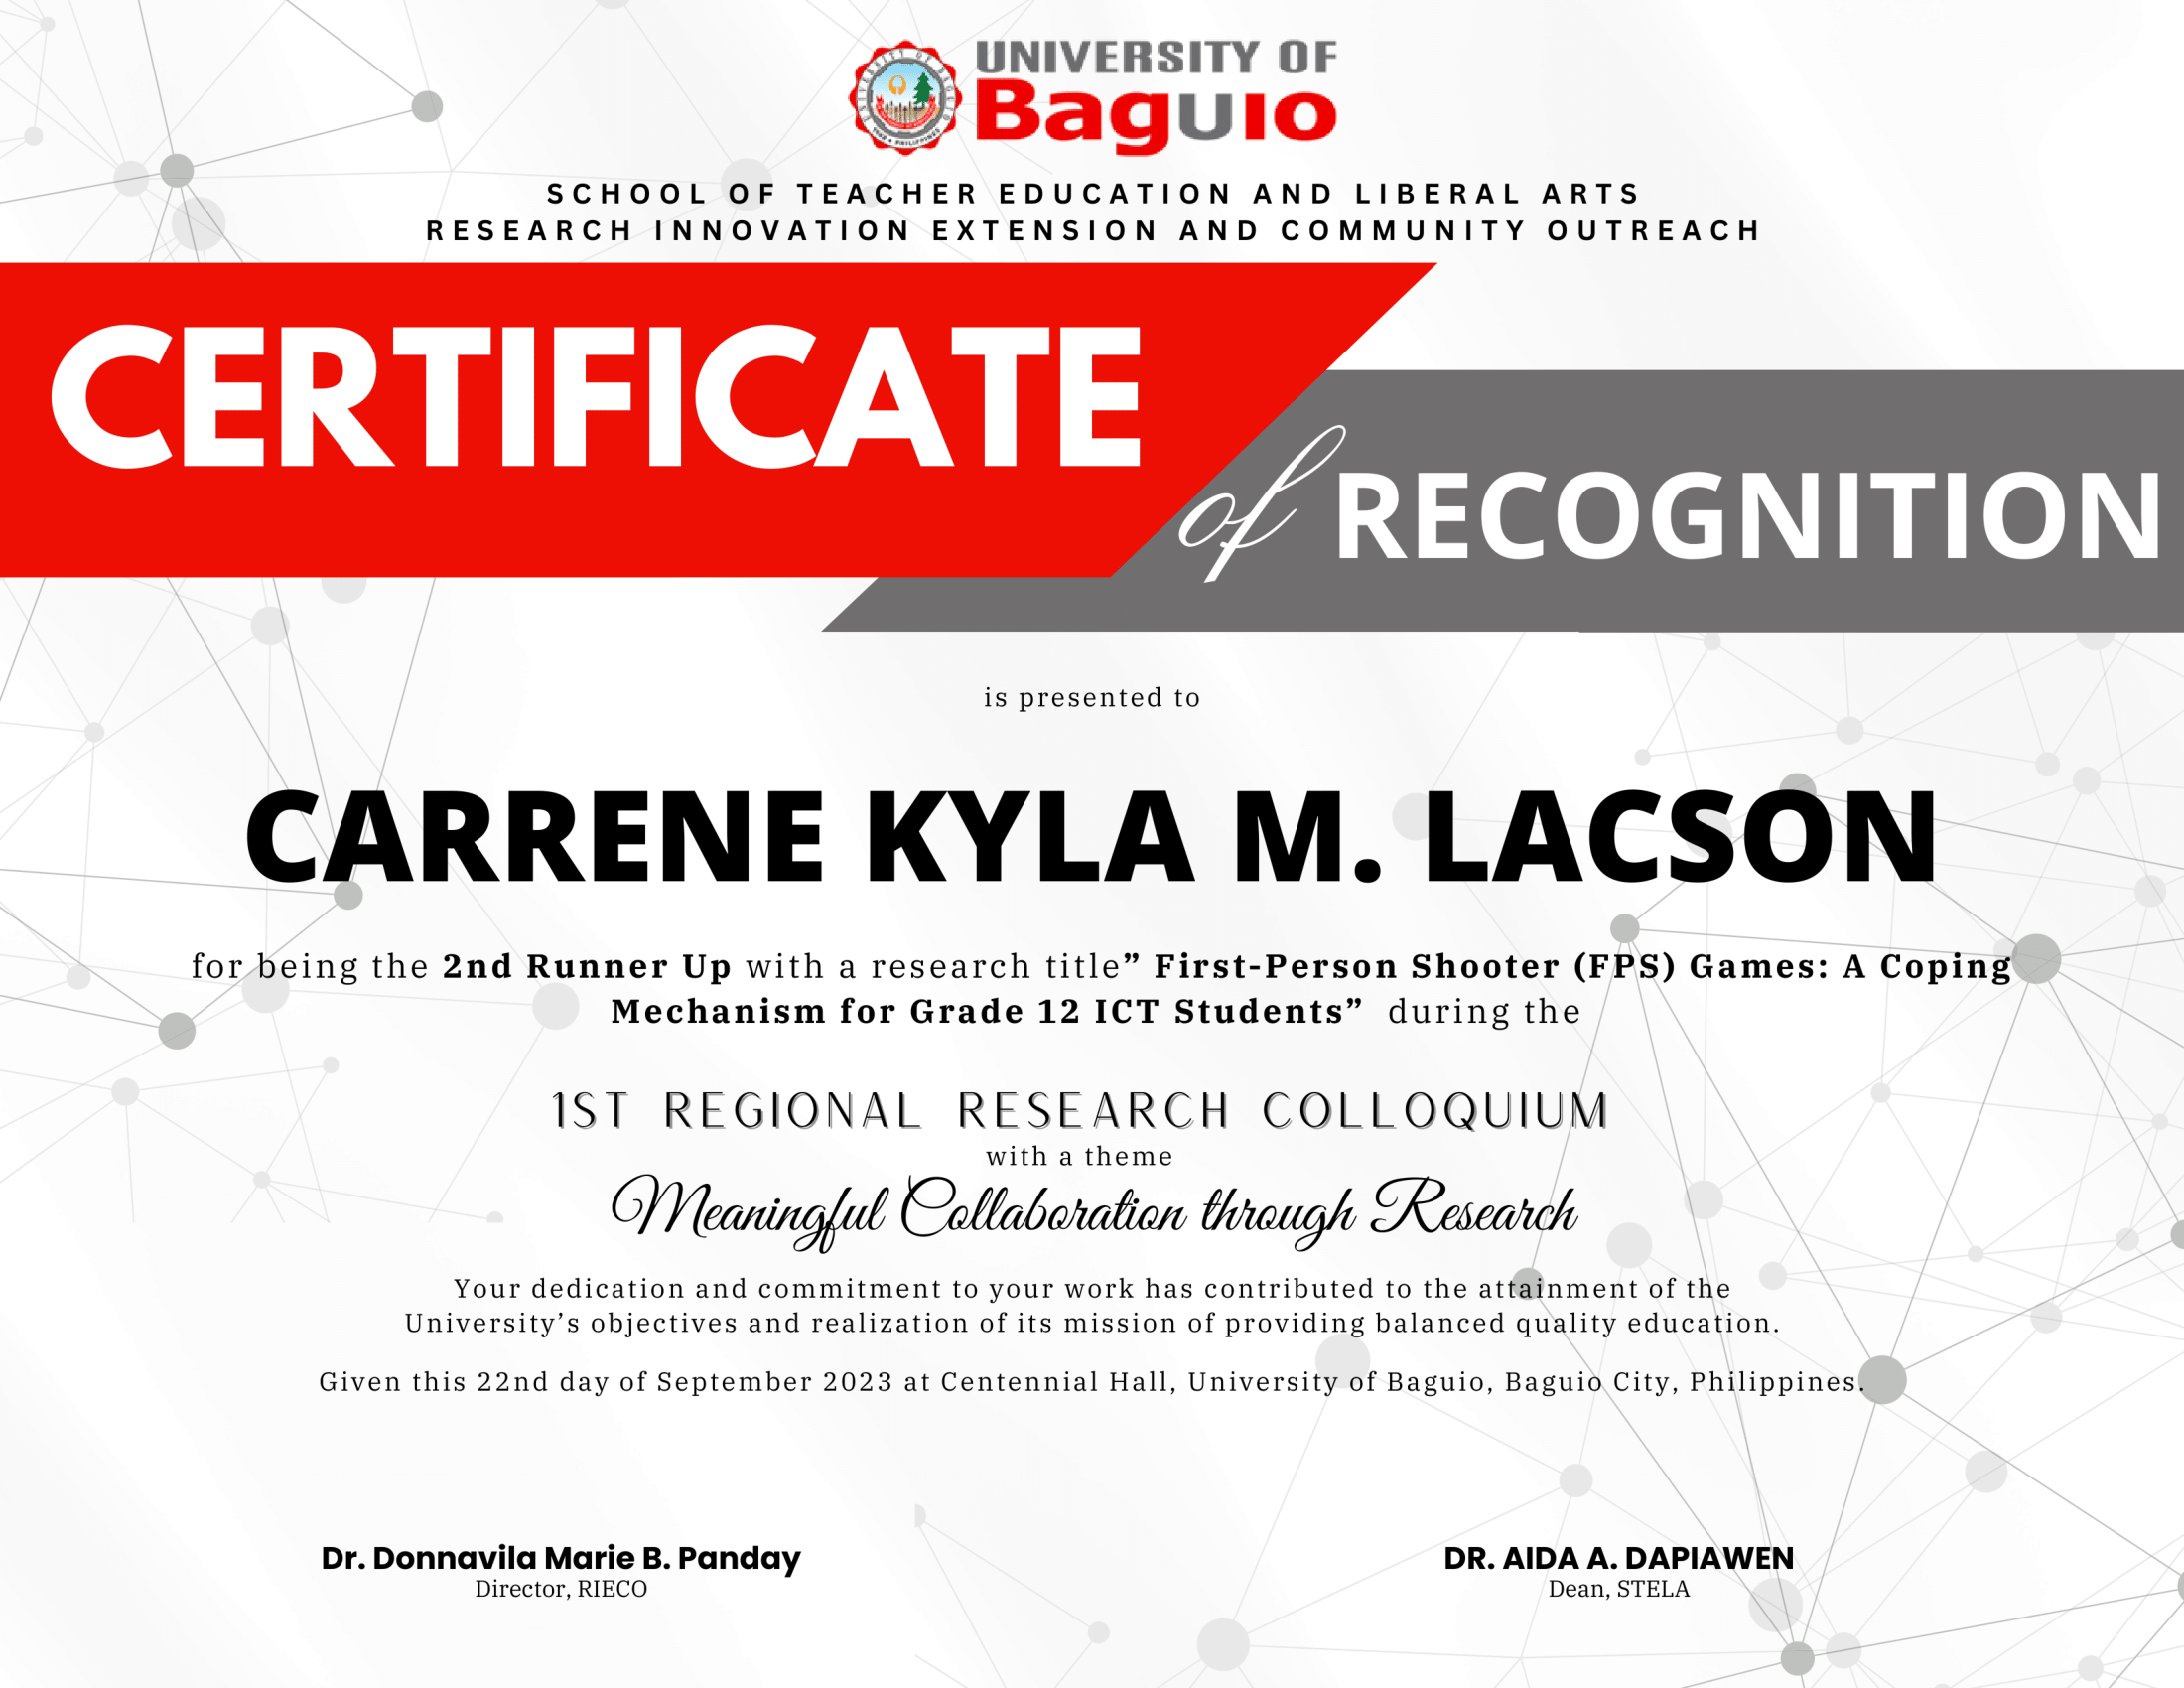 UNIVERSITY OF
Baguio
SCHOOL OF TEACHER EDUCATION AND LIBERAL ARTS
RESEARCH INNOVATION EXTENSION AND COMMUNITY OUTREACH
CERTIFICATE
of RECOGNITION
is presented to
CARRENE KYLA M. LACSON
for being the 2nd Runner Up with a research title” First-Person Shooter (FPS) Games: A Coping
Mechanism for Grade 12 ICT Students” during the
1ST REGIONAL RESEARCH COLLOQUIUM
with a theme
Meaningful Collaboration through Research
Your dedication and commitment to your work has contributed to the attainment of the
University’s objectives and realization of its mission of providing balanced quality education.
Given this 22nd day of September 2023 at Centennial Hall, University of Baguio, Baguio City, Philippines.
Dr. Donnavila Marie B. Panday
Director, RIECO
DR. AIDA A. DAPIAWEN
Dean, STELA